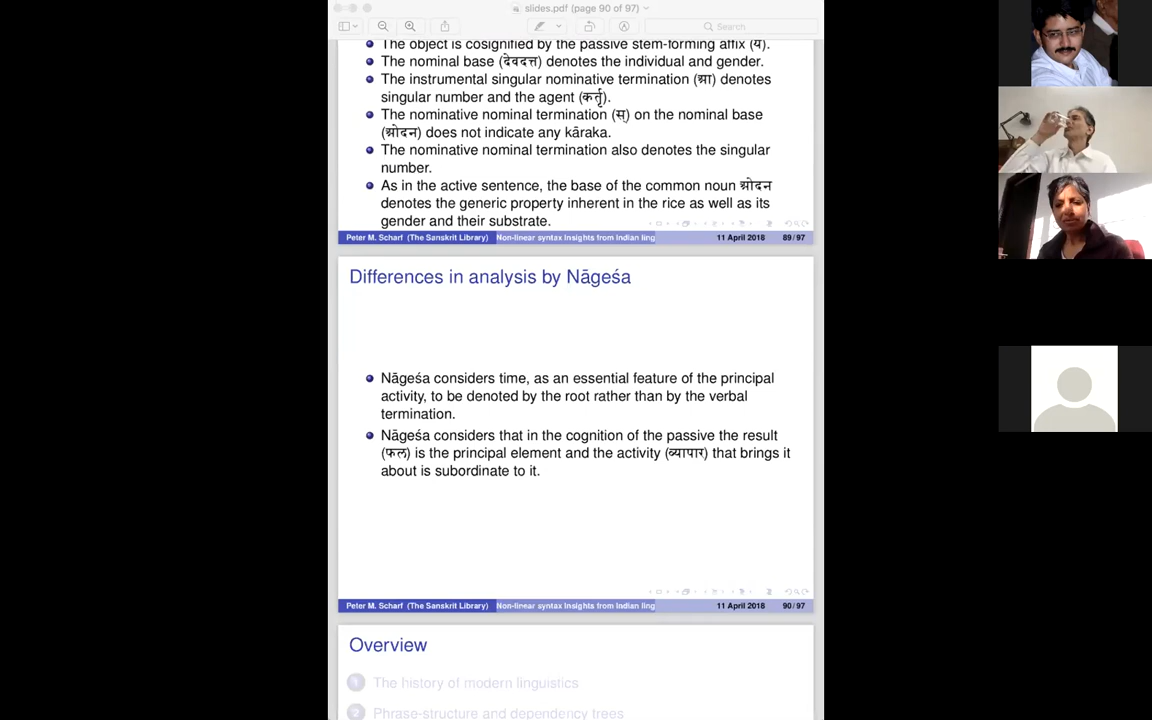 slides.pdf (page 90 of 97)
Search
The object is cosignified by the passive stem-forming affix (य).
The nominal base (देवदत्त) denotes the individual and gender.
The instrumental singular nominative termination (आ) denotes
singular number and the agent (कर्तृ).
The nominative nominal termination (स्) on the nominal base
(ओदन) does not indicate any kāraka.
The nominative nominal termination also denotes the singular
number.
As in the active sentence, the base of the common noun ओदन
denotes the generic property inherent in the rice as well as its
gender and their substrate.
Peter M. Scharf (The Sanskrit Library) Non-linear syntax Insights from Indian ling 11 April 2018 89/97
Differences in analysis by Nāgeśa
Nāgeśa considers time, as an essential feature of the principal
activity, to be denoted by the root rather than by the verbal
termination.
Nāgeśa considers that in the cognition of the passive the result
(फल) is the principal element and the activity (व्यापार) that brings it
about is subordinate to it.
Peter M. Scharf (The Sanskrit Library) Non-linear syntax Insights from Indian ling 11 April 2018 90/97
Overview
1 The history of modern linguistics
2 Phrase-structure and dependency trees